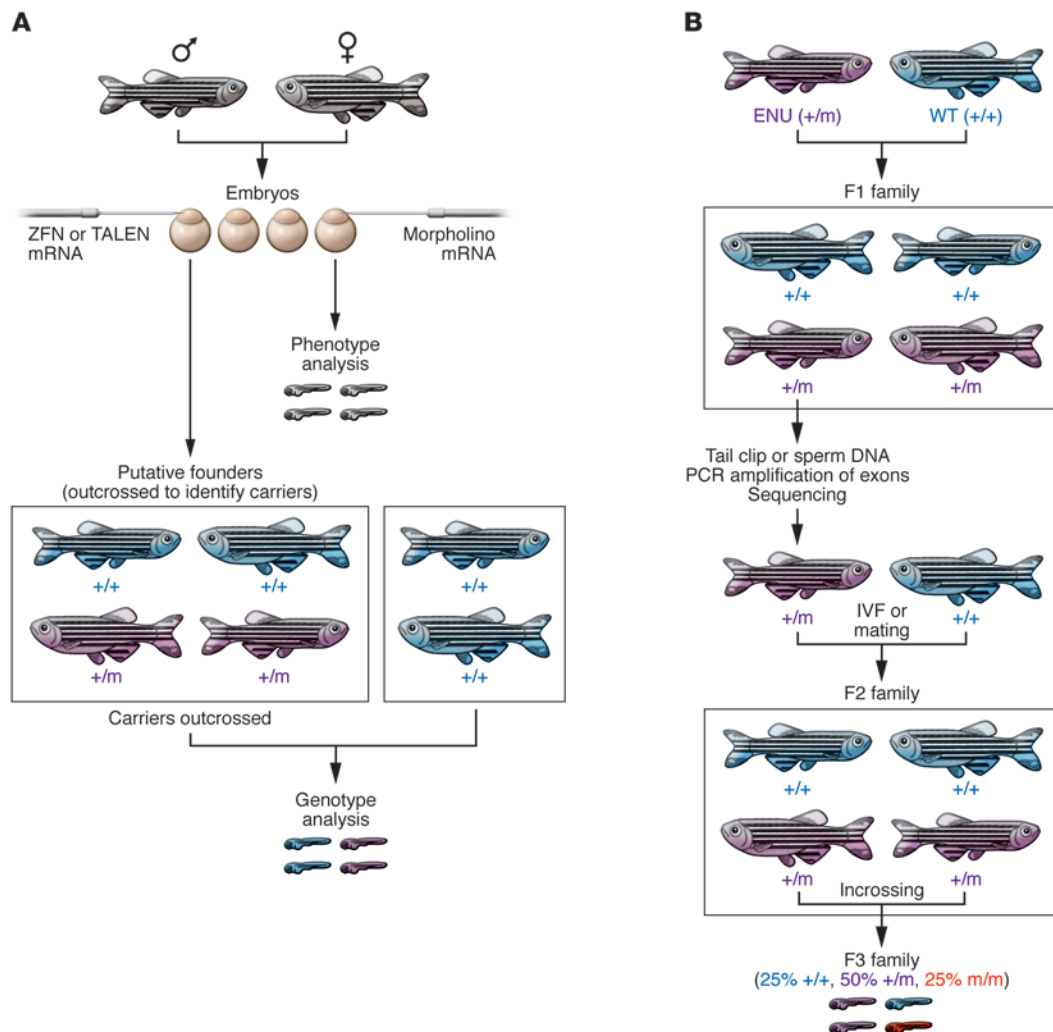 A
♂
♀
Embryos
ZFN or TALEN
mRNA
Morpholino
mRNA
Phenotype
analysis
Putative founders
(outcrossed to identify carriers)
+/+
+/+
+/+
+/m
+/m
+/+
Carriers outcrossed
Genotype
analysis
B
ENU (+/m)
WT (+/+)
F1 family
+/+
+/+
+/m
+/m
Tail clip or sperm DNA
PCR amplification of exons
Sequencing
+/m
+/+
IVF or
mating
F2 family
+/+
+/+
+/m
+/m
Incrossing
F3 family
(25% +/+, 50% +/m, 25% m/m)